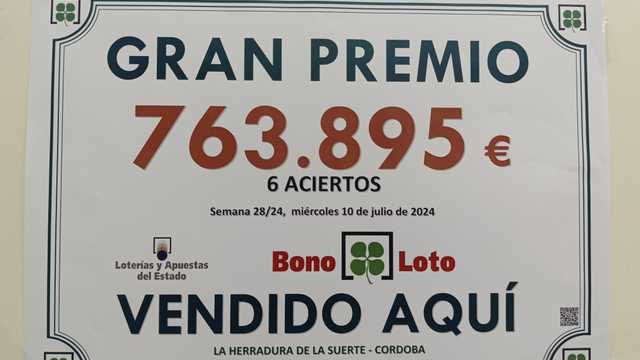 GRAN PREMIO
763.895 €
6 ACIERTOS
Semana 28/24, miércoles 10 de julio de 2024
Loterías y Apuestas
del Estado
Bono Loto
VENDIDO AQUÍ
LA HERRADURA DE LA SUERTE - CORDOBA